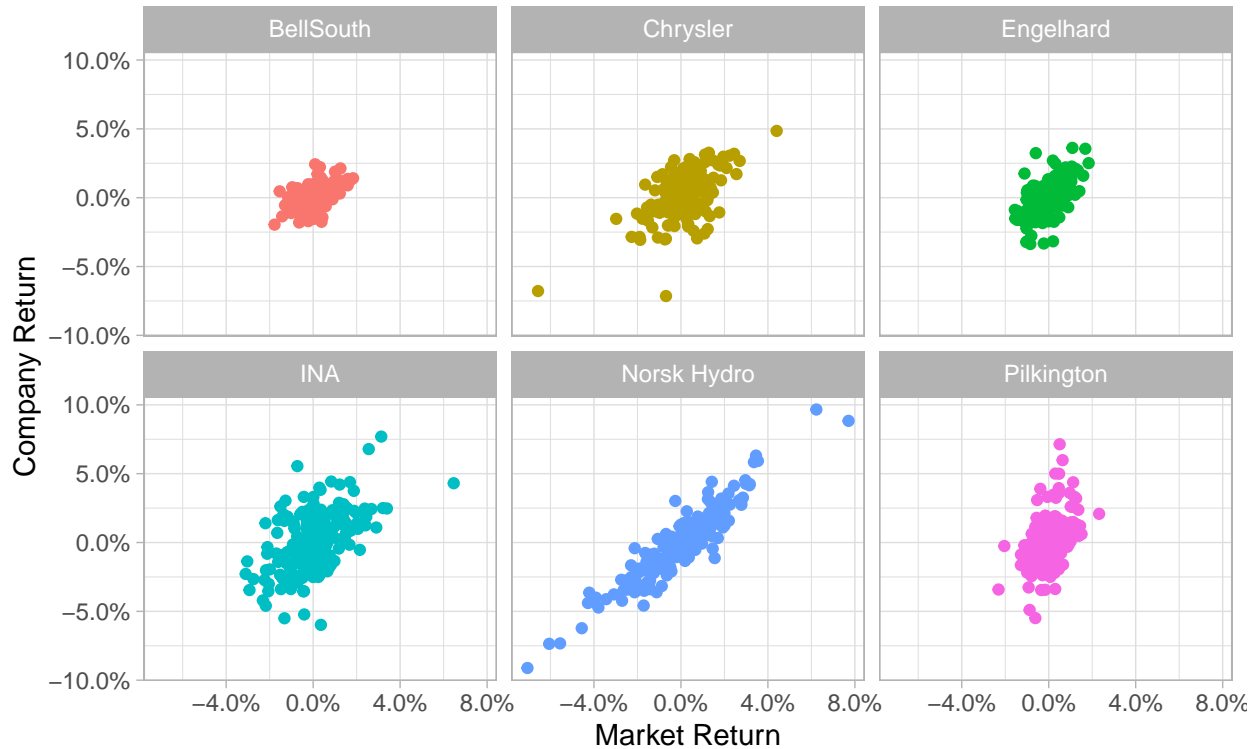 BellSouth
Chrysler
Engelhard
10.0%
5.0%
0.0%
−5.0%
−10.0%
INA
Norsk Hydro
Pilkington
10.0%
5.0%
0.0%
−5.0%
−10.0%
−4.0% 0.0% 4.0% 8.0%
−4.0% 0.0% 4.0% 8.0%
−4.0% 0.0% 4.0% 8.0%
Company Return
Market Return